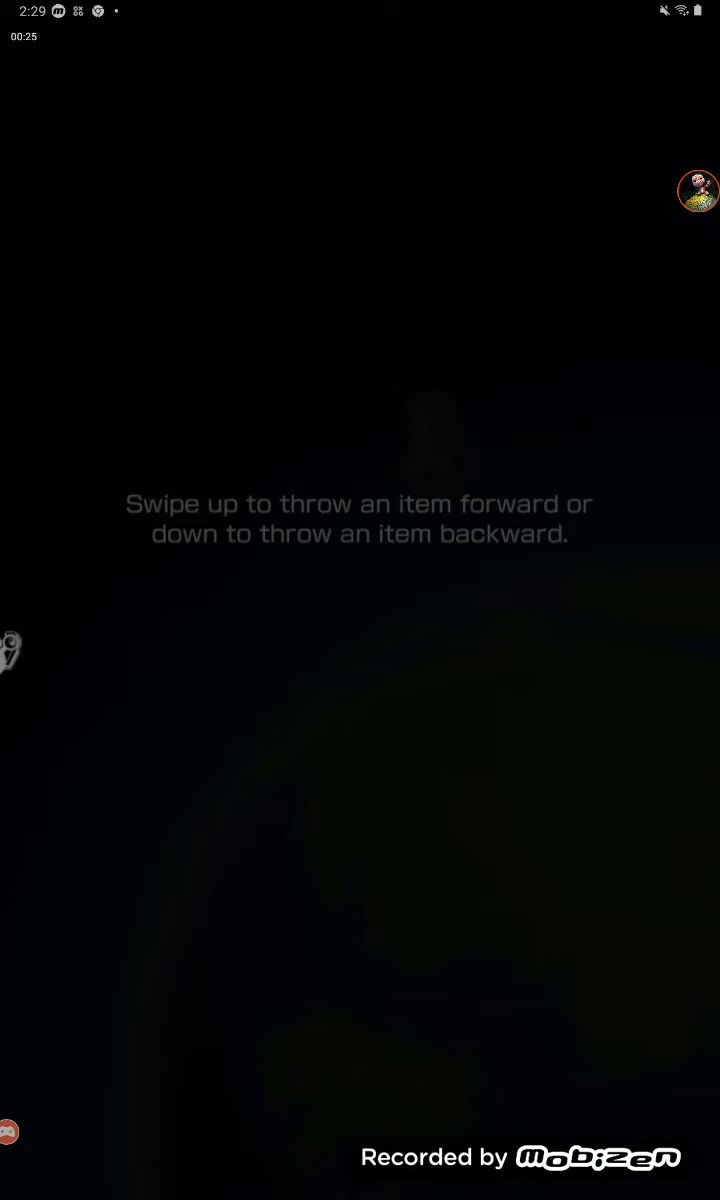 2:29
00:25
Swipe up to throw an item forward or
down to throw an item backward.
Recorded by mobizen